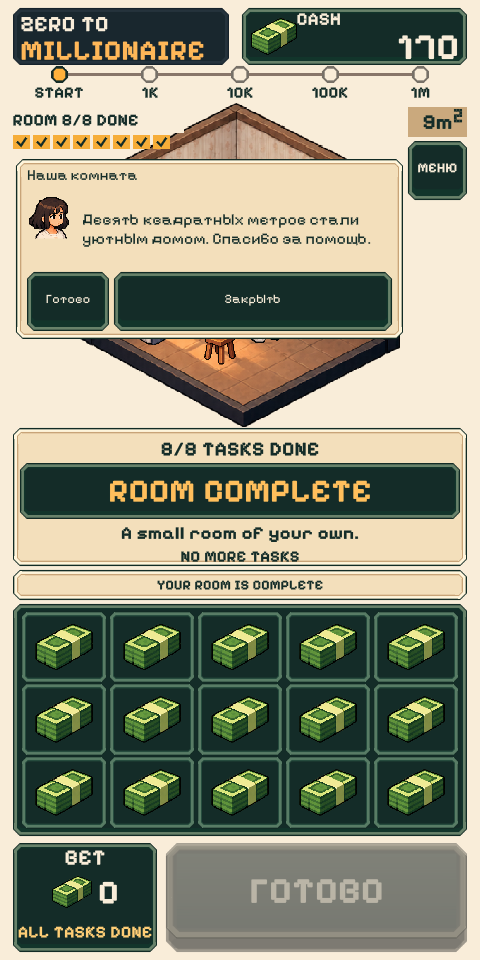 ZERO TO
MILLIONAIRE
CASH
170
START
1K
10K
100K
1M
ROOM 8/8 DONE
9m²
МЕНЮ
Наша комната
Десять квадратных метров стали
уютным домом. Спасибо за помощь.
Готово
Закрыть
8/8 TASKS DONE
ROOM COMPLETE
A small room of your own.
NO MORE TASKS
YOUR ROOM IS COMPLETE
BET
0
ALL TASKS DONE
ГОТОВО